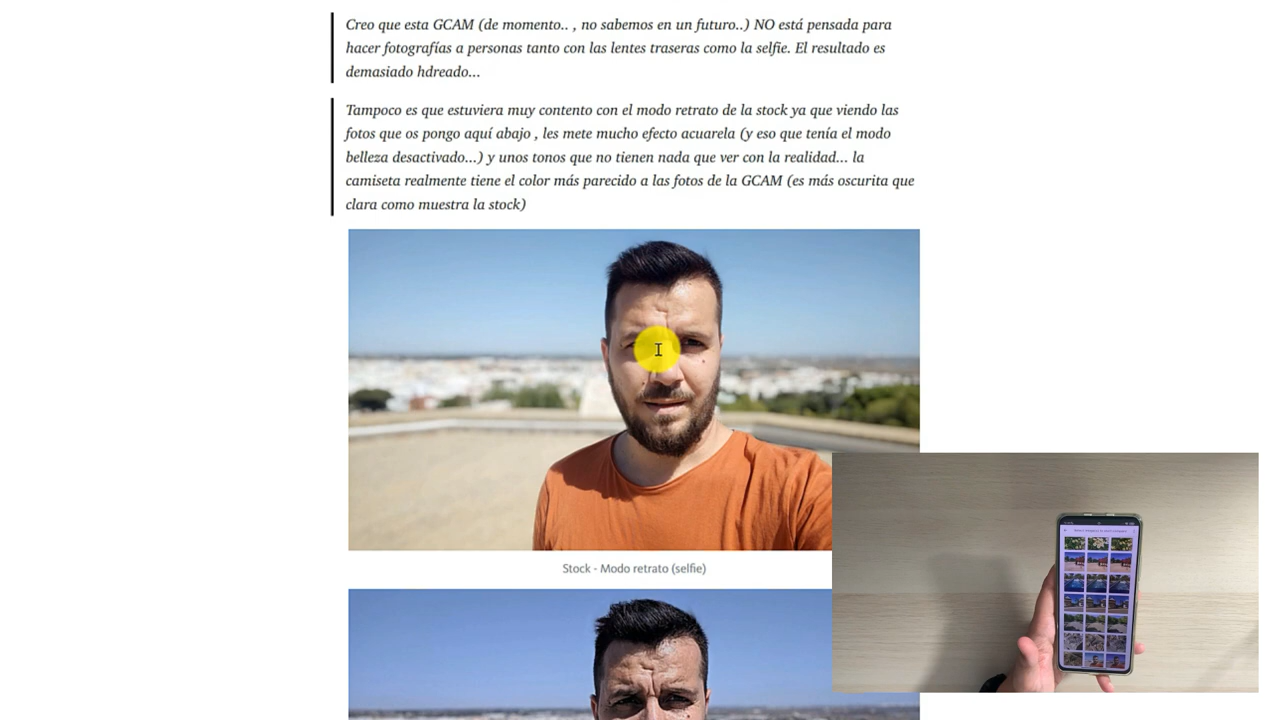 Creo que esta GCAM (de momento.. , no sabemos en un futuro..) NO está pensada para
hacer fotografías a personas tanto con las lentes traseras como la selfie. El resultado es
demasiado hdreado...
Tampoco es que estuviera muy contento con el modo retrato de la stock ya que viendo las
fotos que os pongo aquí abajo , les mete mucho efecto acuarela (y eso que tenía el modo
belleza desactivado...) y unos tonos que no tienen nada que ver con la realidad... la
camiseta realmente tiene el color más parecido a las fotos de la GCAM (es más oscurita que
clara como muestra la stock)
Stock - Modo retrato (selfie)